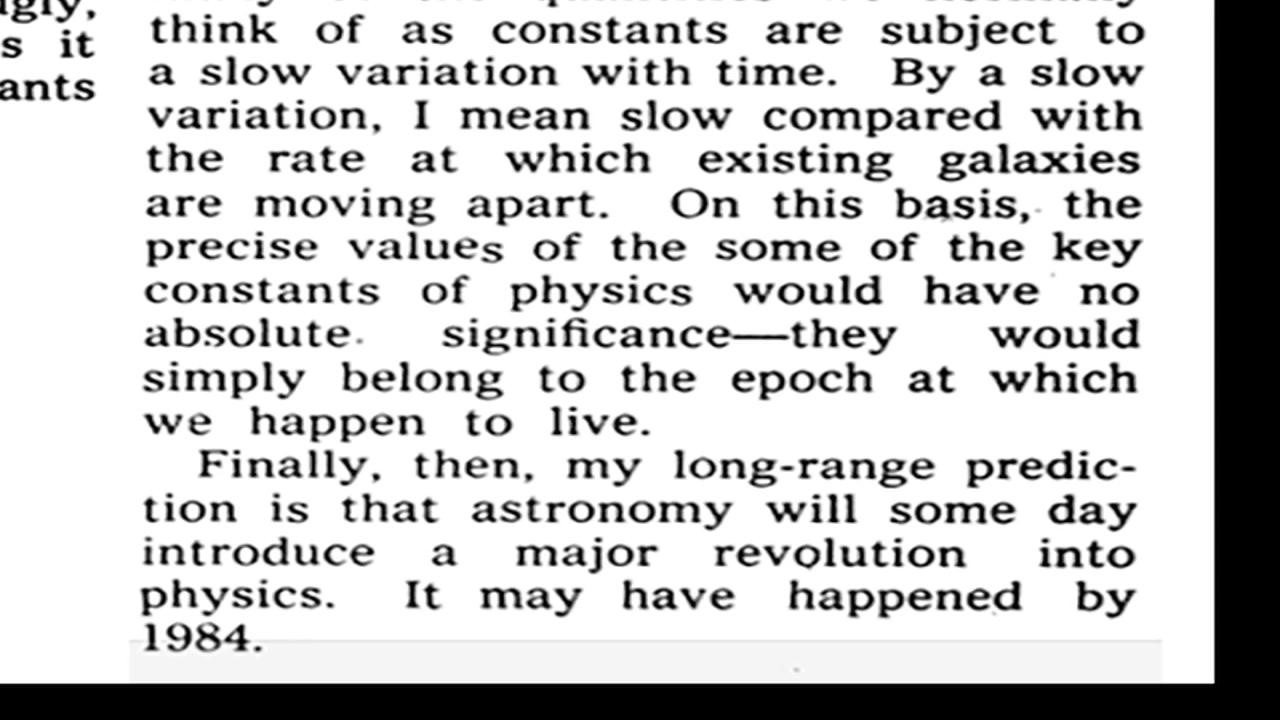 gly,
s it
ants
think of as constants are subject to
a slow variation with time. By a slow
variation, I mean slow compared with
the rate at which existing galaxies
are moving apart. On this basis, the
precise values of the some of the key
constants of physics would have no
absolute significance—they would
simply belong to the epoch at which
we happen to live.
Finally, then, my long-range predic-
tion is that astronomy will some day
introduce a major revolution into
physics. It may have happened by
1984.